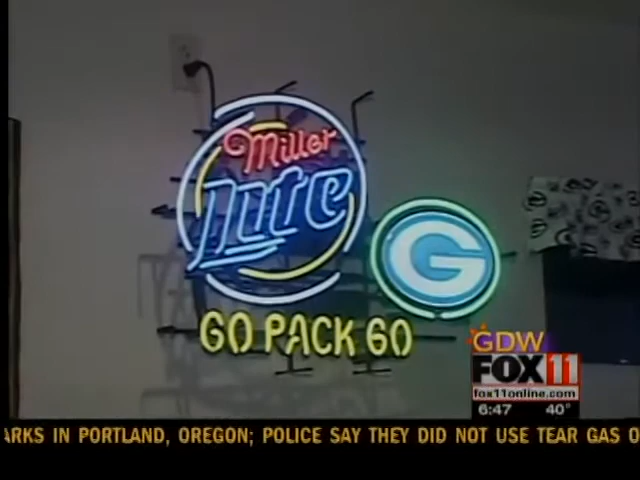 Miller
Lite
G
GO PACK GO
GDW
FOX 11
fox11online.com
6:47 40°
IN PORTLAND, OREGON; POLICE SAY THEY DID NOT USE TEAR GAS